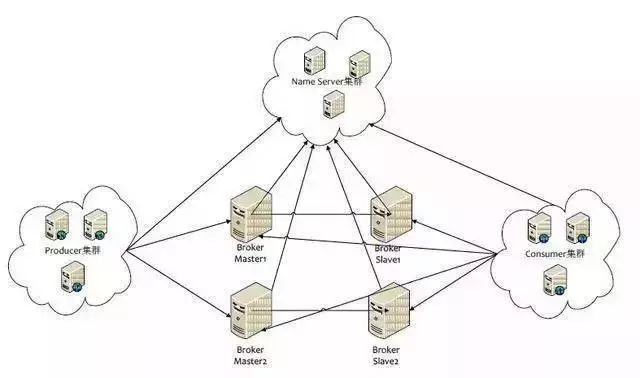 Name Server集群
Producer集群
Broker
Master1
Broker
Slave1
Consumer集群
Broker
Master2
Broker
Slave2